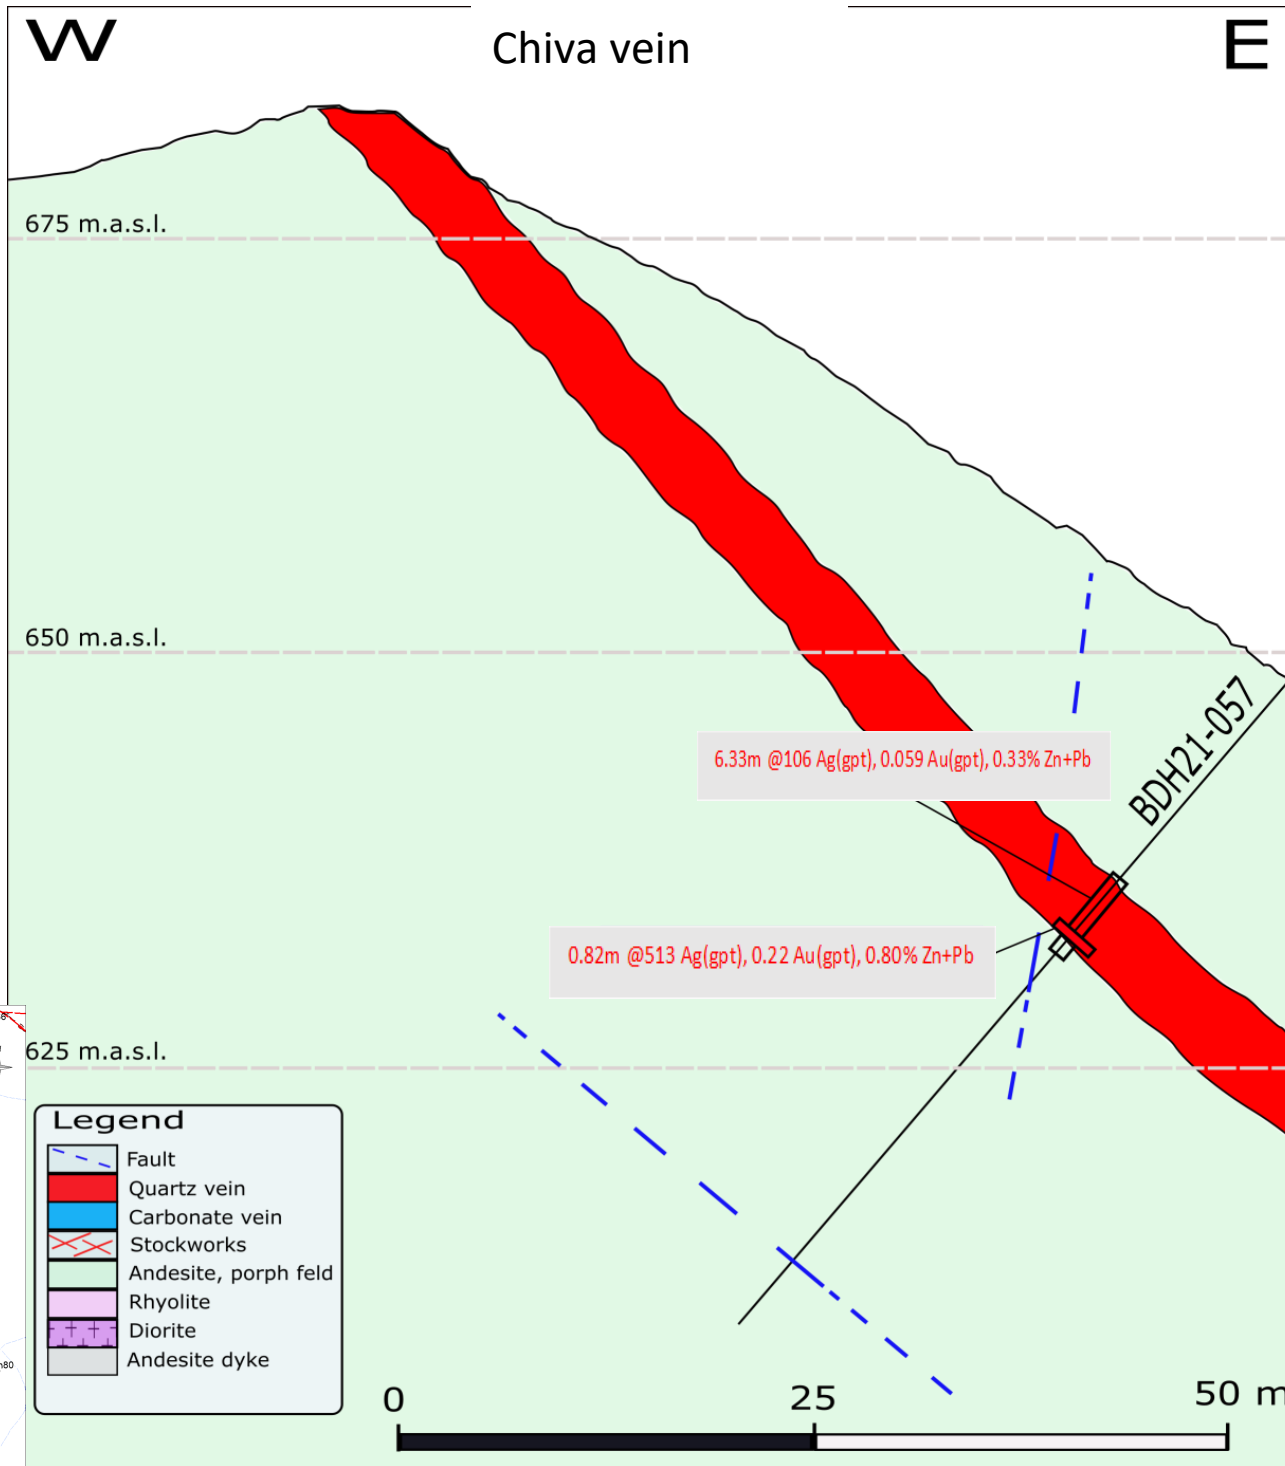 W
Chiva vein
E
675 m.a.s.l.
650 m.a.s.l.
BDH21-057
6.33m @106 Ag(gpt), 0.059 Au(gpt), 0.33% Zn+Pb
0.82m @513 Ag(gpt), 0.22 Au(gpt), 0.80% Zn+Pb
625 m.a.s.l.
Legend
Fault
Quartz vein
Carbonate vein
Stockworks
Andesite, porph feld
Rhyolite
Diorite
Andesite dyke
0
25
50 m